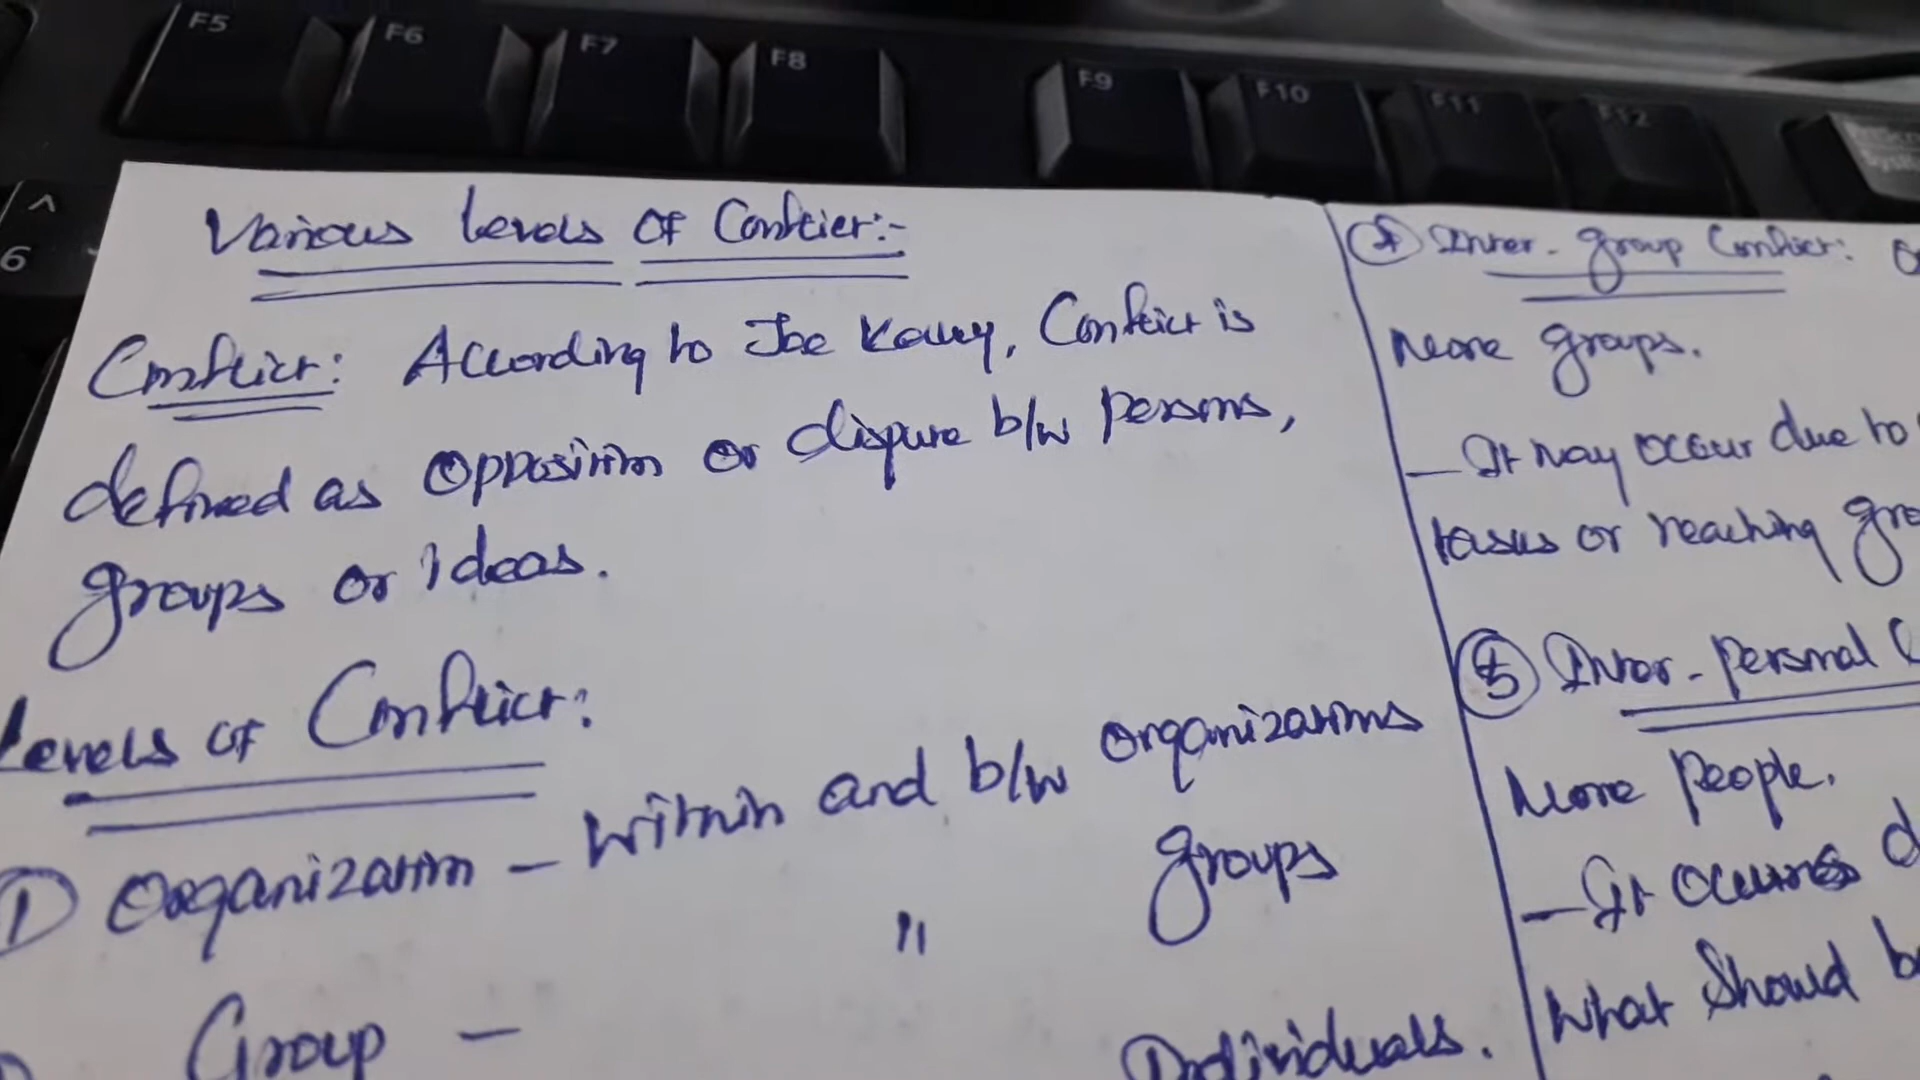 F5 F6 F7 F8 F9 F10 F11 F12
^
6
Various Levels of Conflict:-
Conflict: According to Joe Kelly, Conflict is
defined as opposition or dispute b/w persons,
groups or ideas.
Levels of Conflict:
① Organization - within and b/w organizations
" groups
Group - Individuals.
④ Inter-group Conflict:
More groups.
- It may occur due to
tasks or reaching
⑤ Inter-personal
More people.
- It occurs
What should